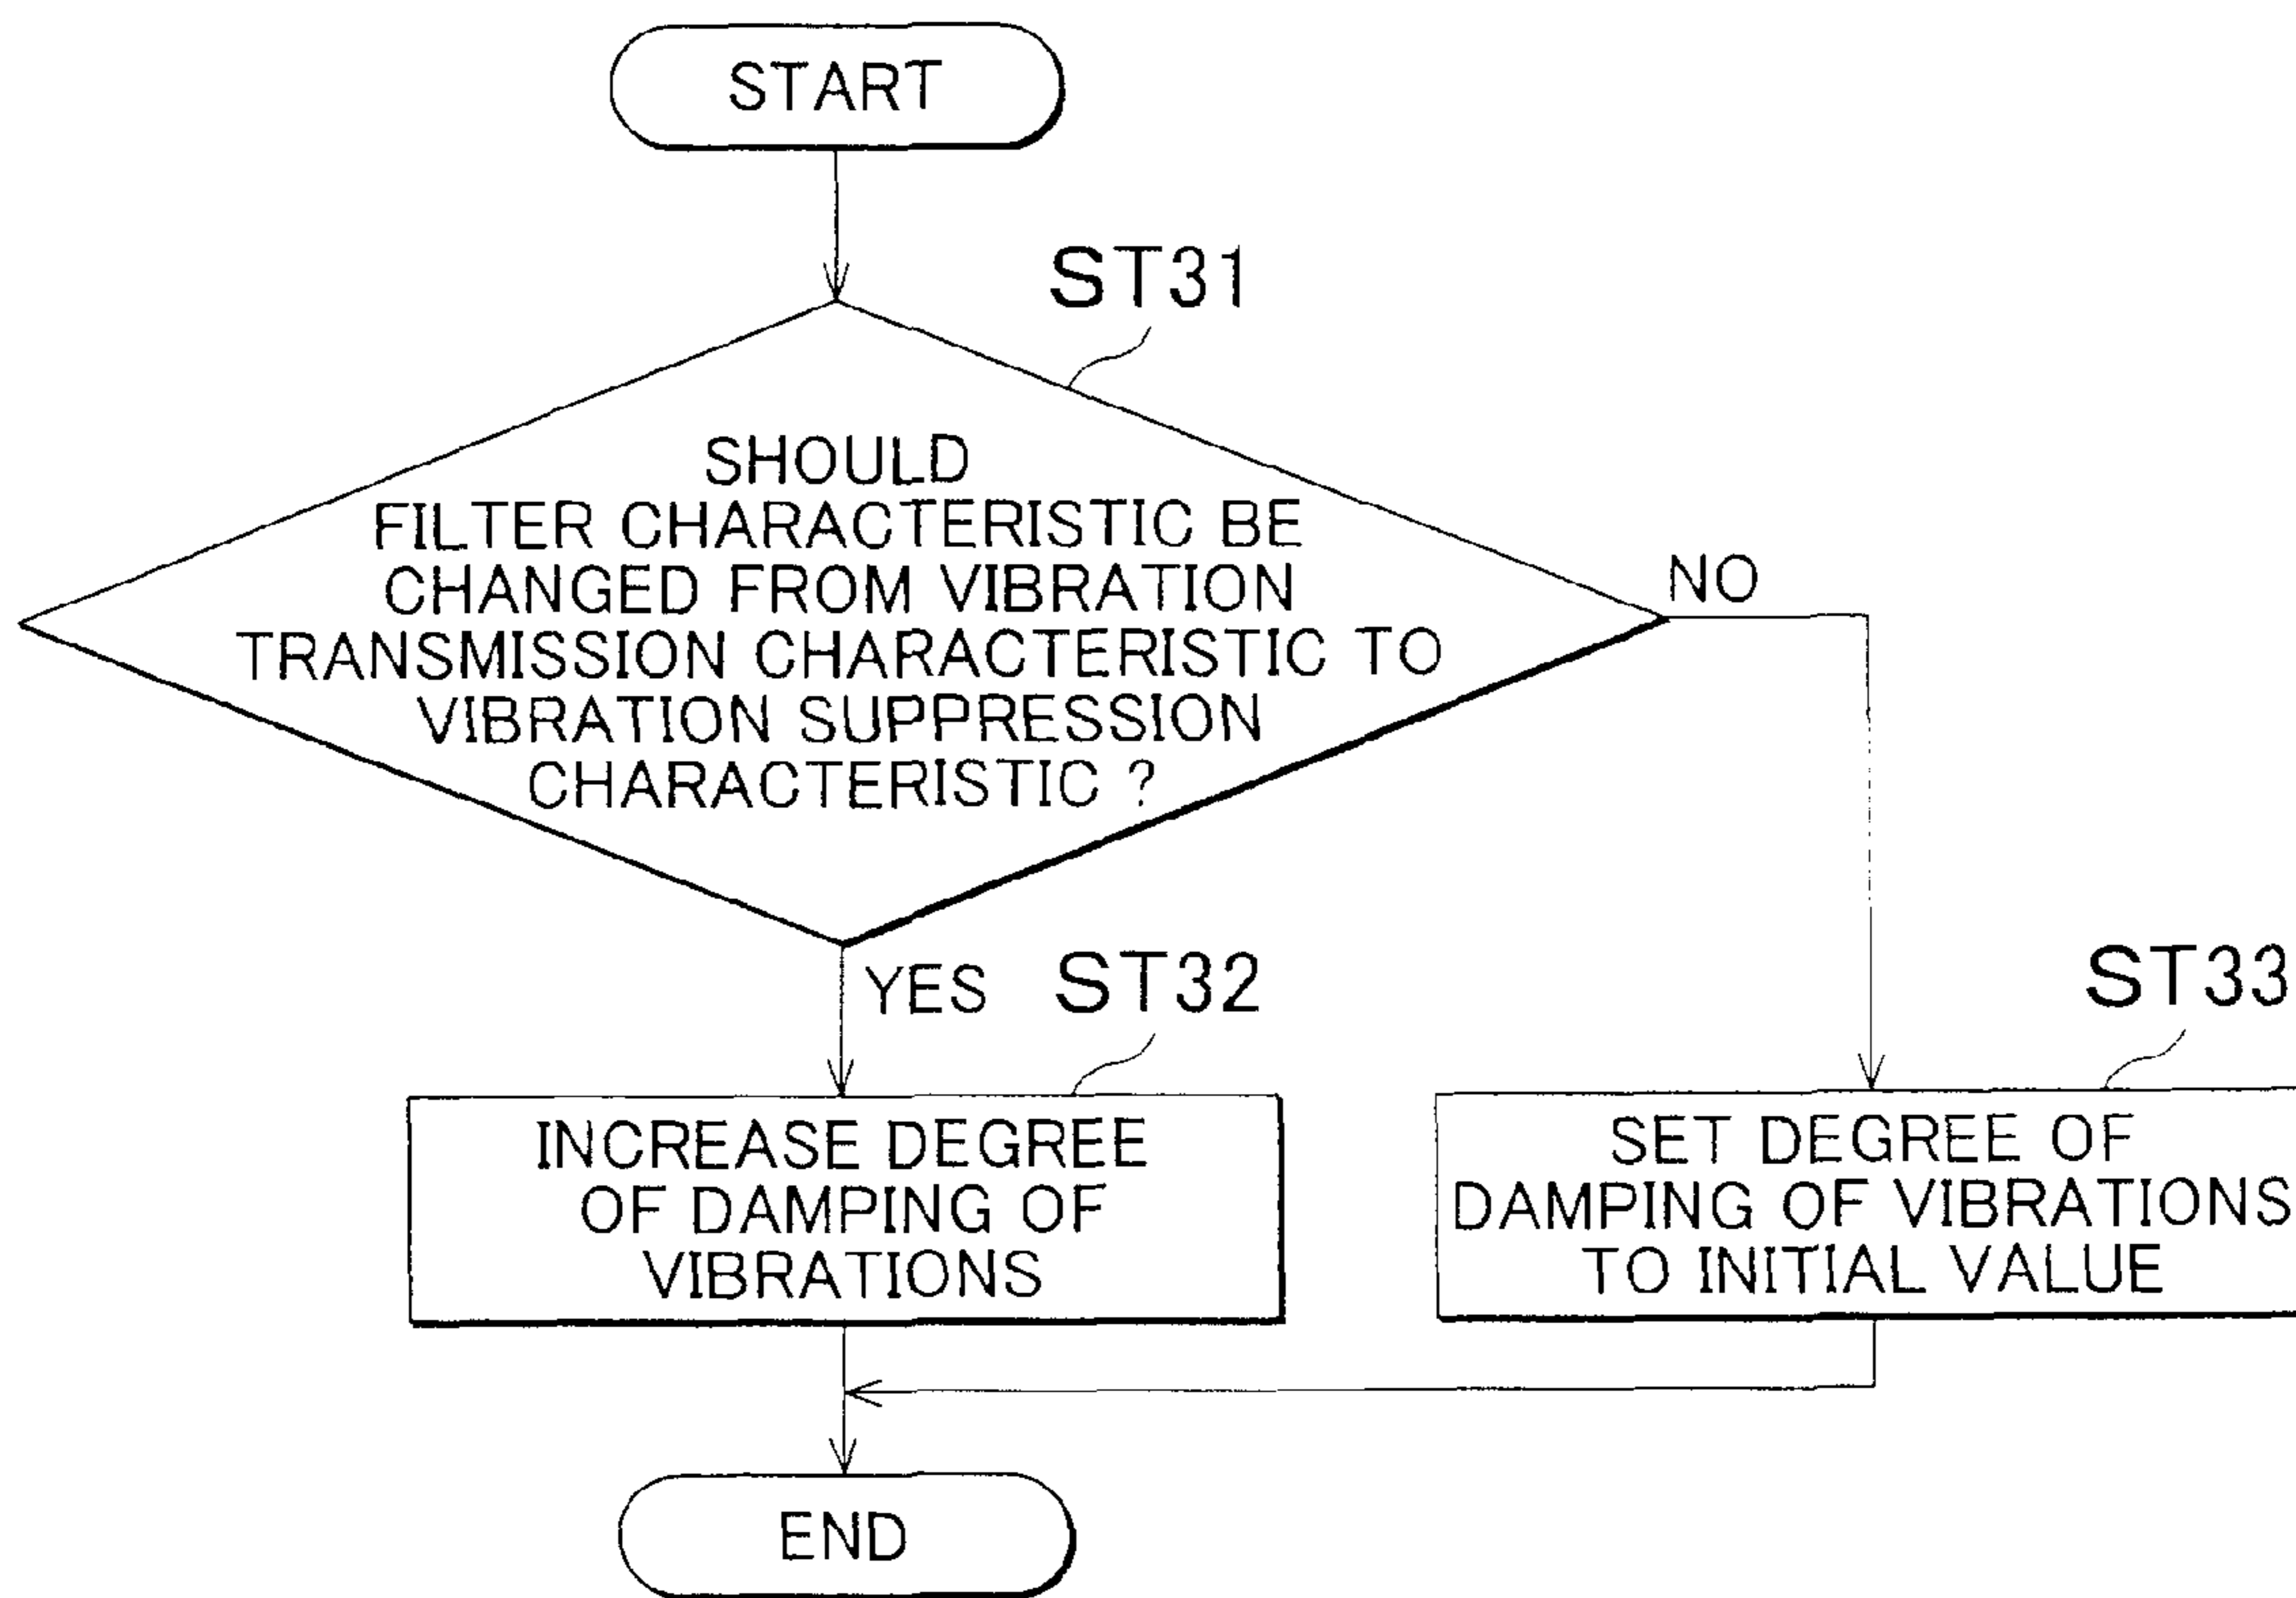 START
ST31
SHOULD
FILTER CHARACTERISTIC BE
CHANGED FROM VIBRATION
TRANSMISSION CHARACTERISTIC TO
VIBRATION SUPPRESSION
CHARACTERISTIC ?
NO
YES
ST32
INCREASE DEGREE
OF DAMPING OF
VIBRATIONS
ST33
SET DEGREE OF
DAMPING OF VIBRATIONS
TO INITIAL VALUE
END